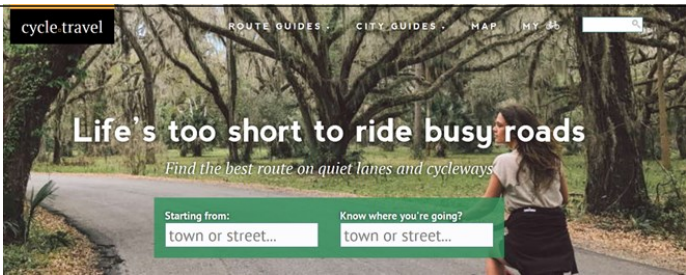 cycle.travel
ROUTE GUIDES CITY GUIDES MAP MY
Life's too short to ride busy roads
Find the best route on quiet lanes and cycleways
Starting from: Know where you're going?
town or street... town or street...